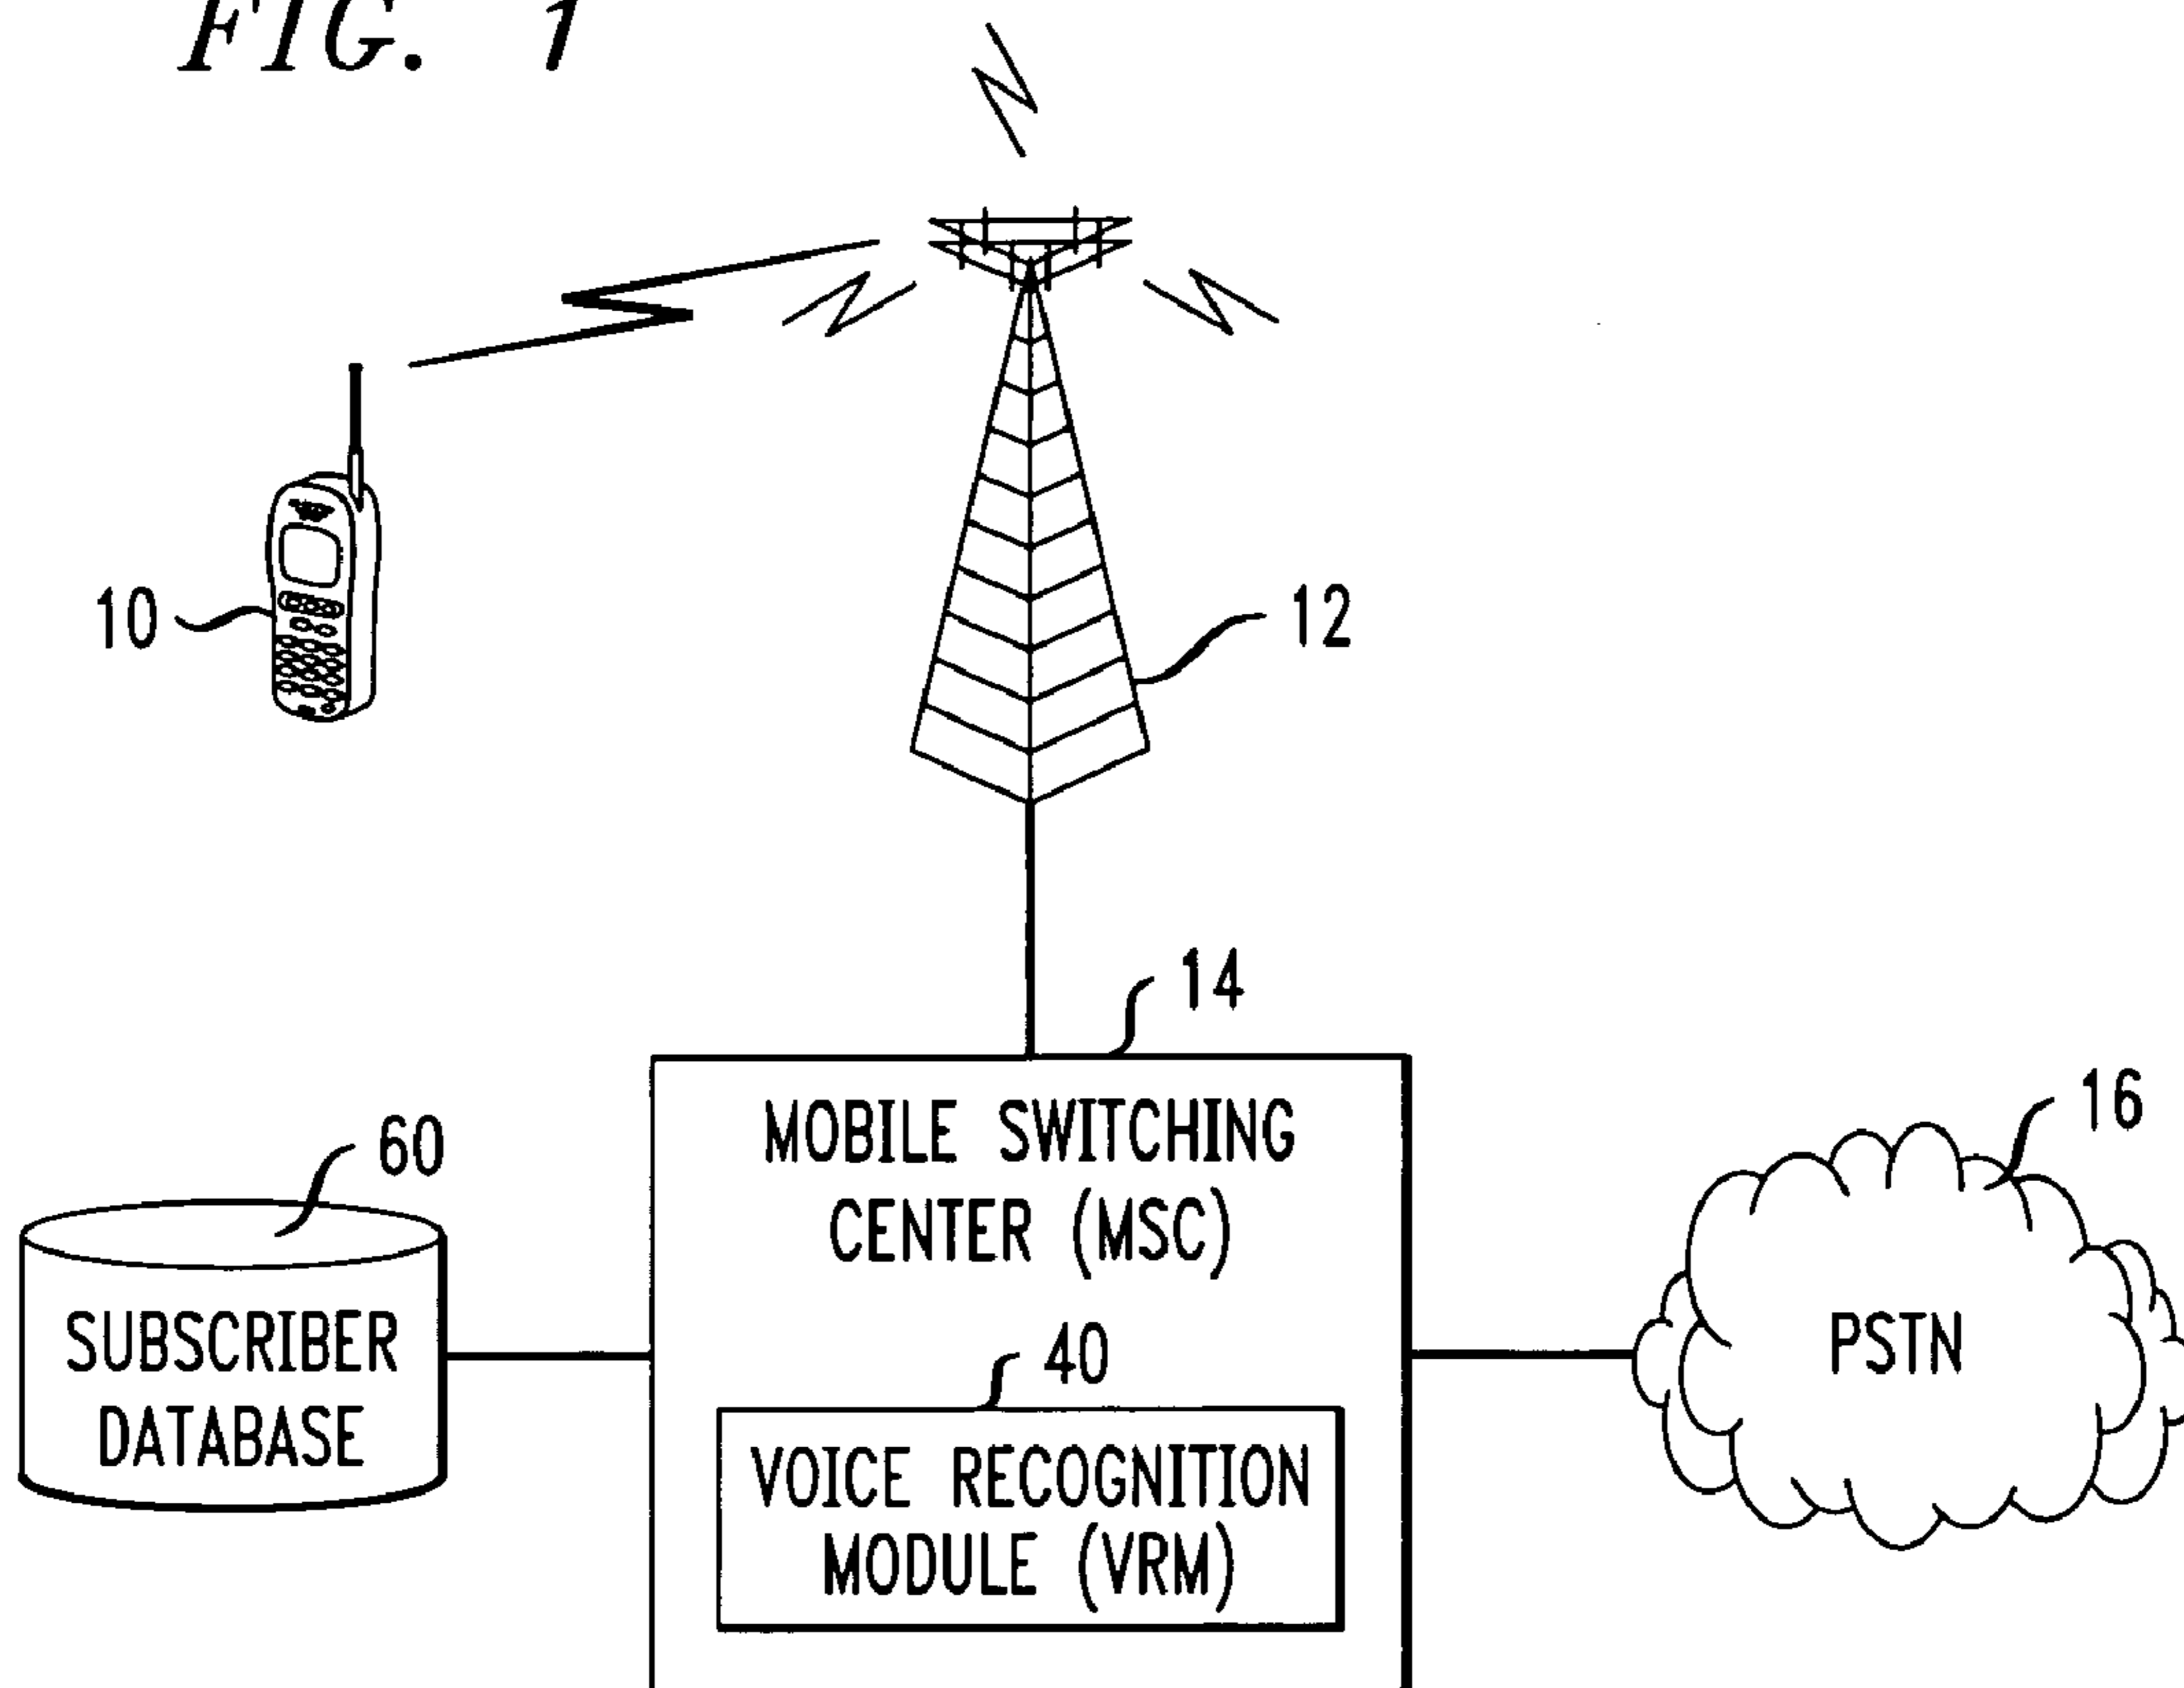 FIG. 1
10
12
14
MOBILE SWITCHING
CENTER (MSC)
16
60
SUBSCRIBER
DATABASE
PSTN
40
VOICE RECOGNITION
MODULE (VRM)